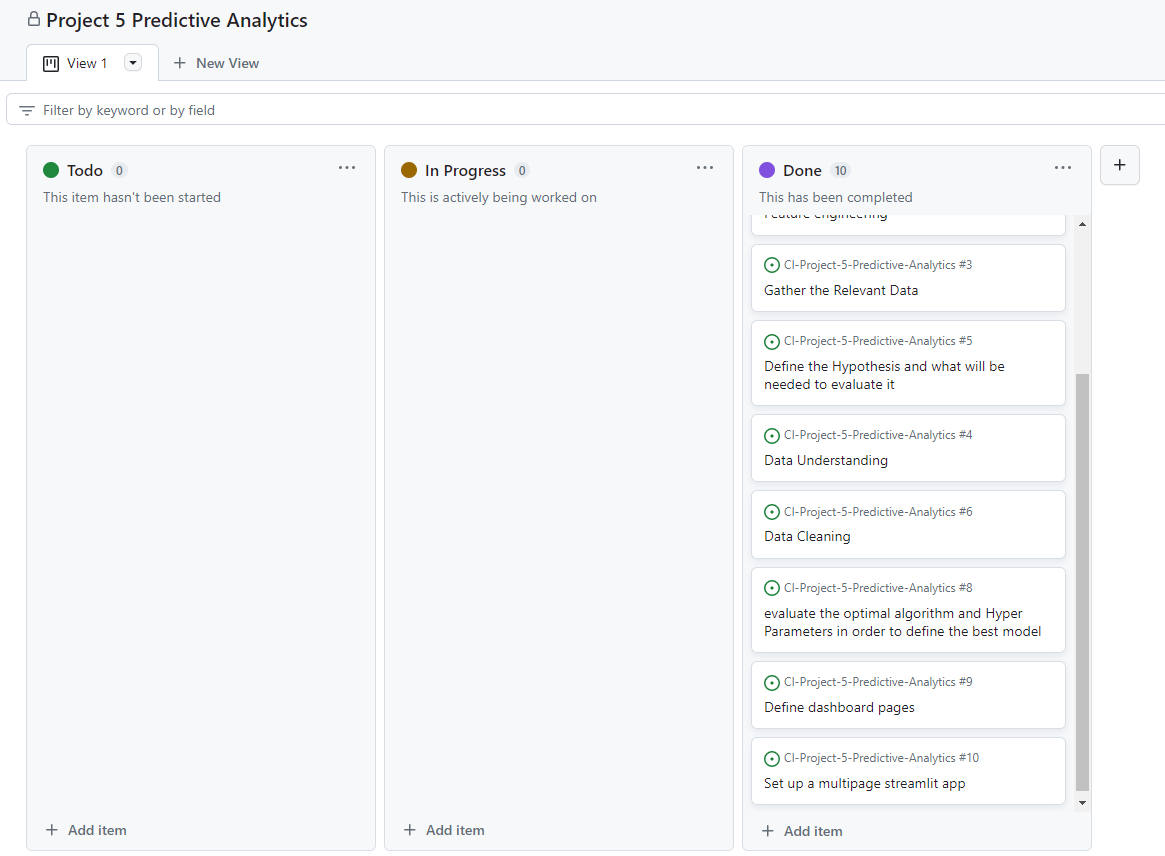 Project 5 Predictive Analytics
View 1
New View
Filter by keyword or by field
Todo 0
This item hasn't been started
Add item
In Progress 0
This is actively being worked on
Add item
Done 10
This has been completed
Feature engineering
CI-Project-5-Predictive-Analytics #3
Gather the Relevant Data
CI-Project-5-Predictive-Analytics #5
Define the Hypothesis and what will be
needed to evaluate it
CI-Project-5-Predictive-Analytics #4
Data Understanding
CI-Project-5-Predictive-Analytics #6
Data Cleaning
CI-Project-5-Predictive-Analytics #8
evaluate the optimal algorithm and Hyper
Parameters in order to define the best model
CI-Project-5-Predictive-Analytics #9
Define dashboard pages
CI-Project-5-Predictive-Analytics #10
Set up a multipage streamlit app
Add item